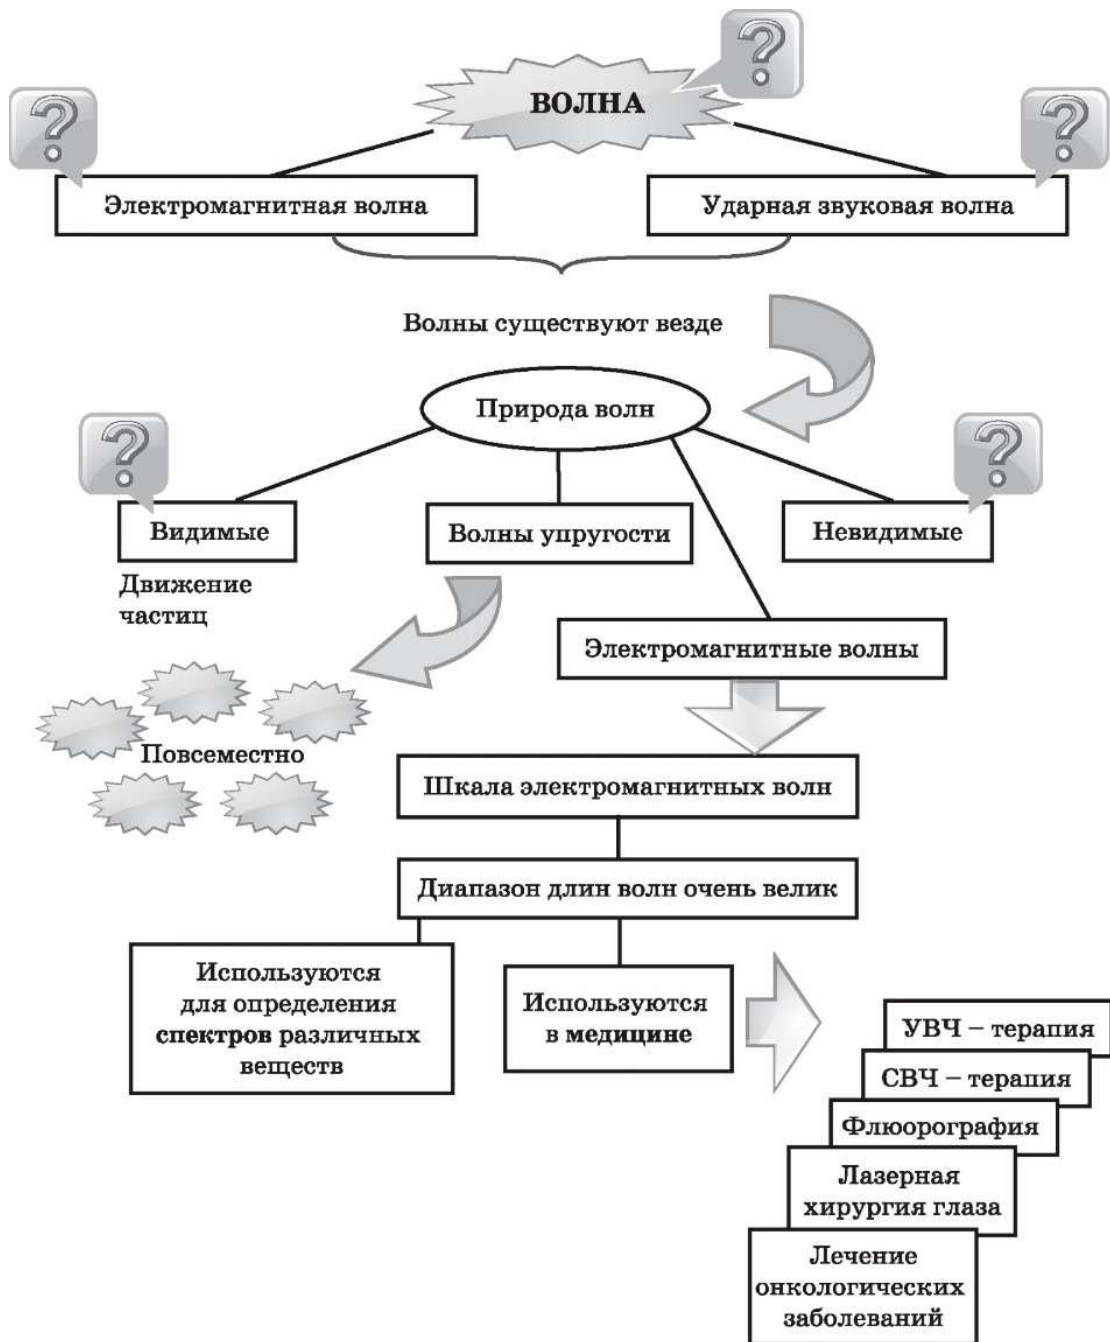 ?
ВОЛНА
?
?
Электромагнитная волна
Ударная звуковая волна
Волны существуют везде
Природа волн
?
?
Видимые
Волны упругости
Невидимые
Движение
частиц
Электромагнитные волны
Повсеместно
Шкала электромагнитных волн
Диапазон длин волн очень велик
Используются
для определения
спектров различных
веществ
Используются
в медицине
УВЧ – терапия
СВЧ – терапия
Флюорография
Лазерная
хирургия глаза
Лечение
онкологических
заболеваний